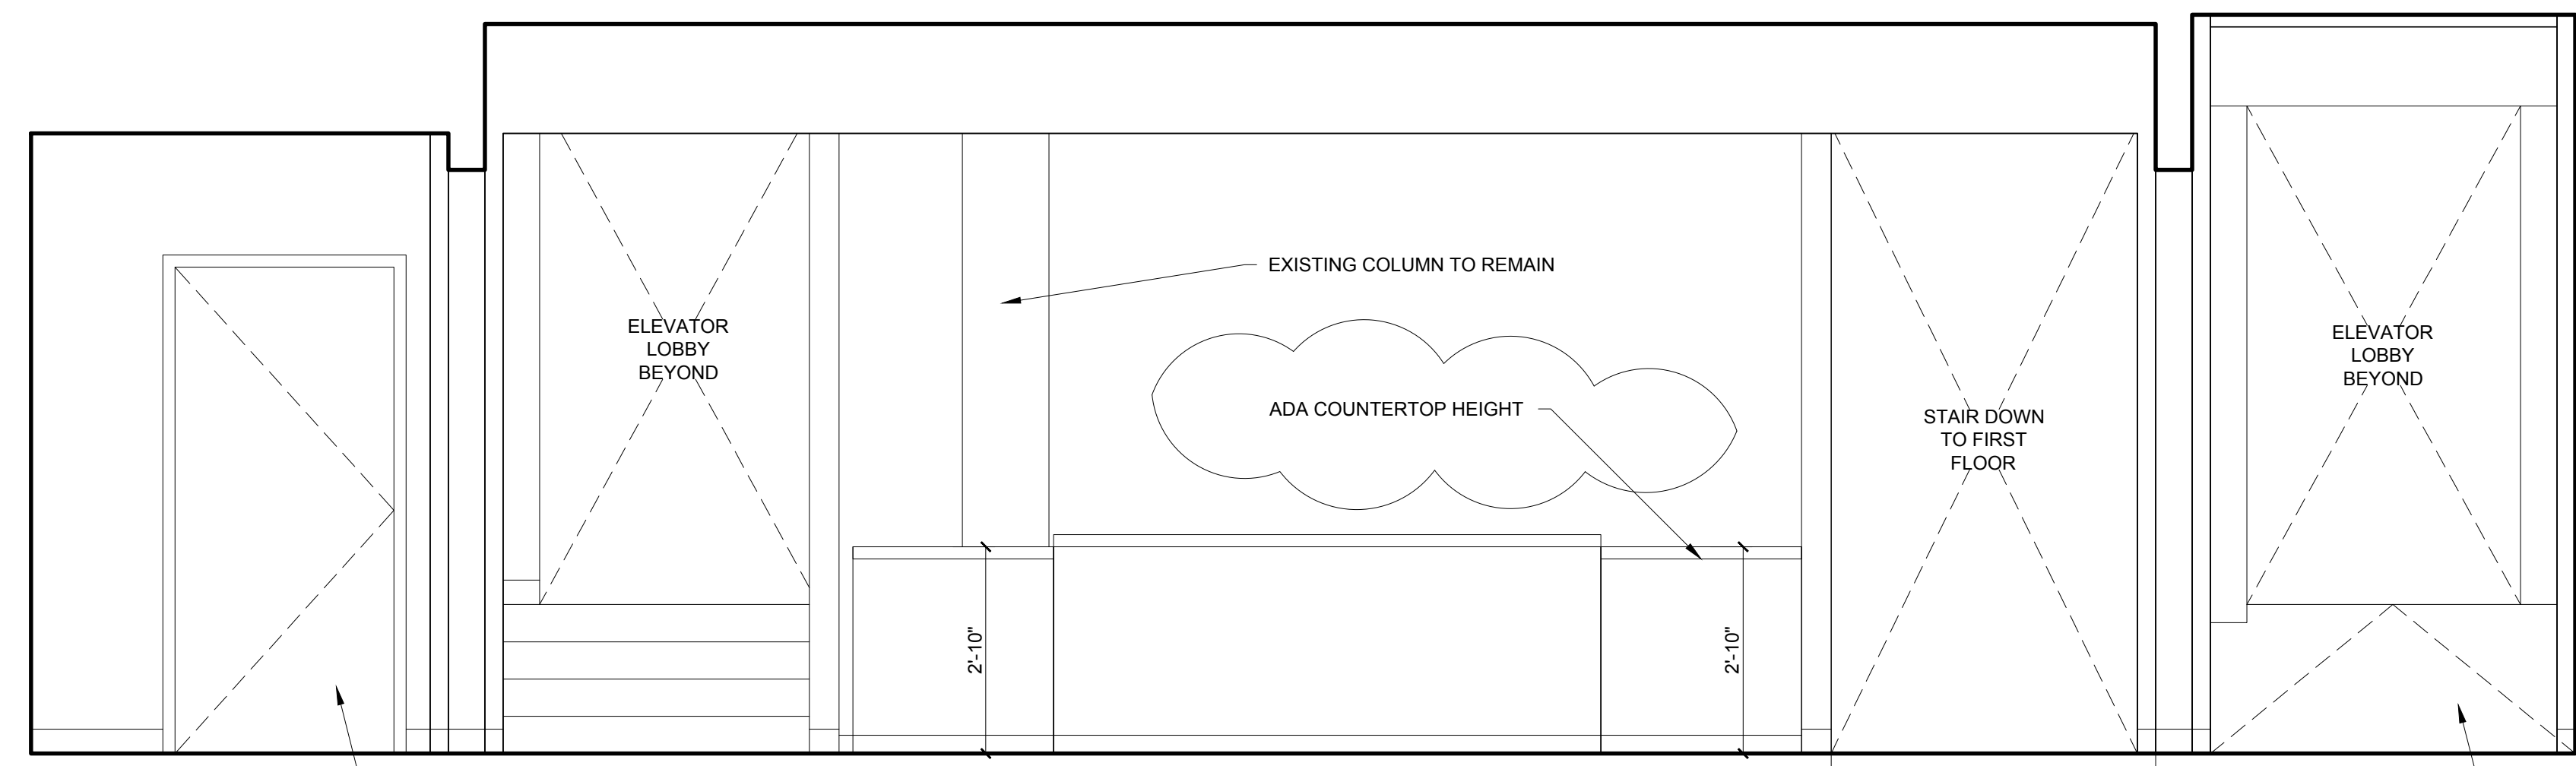 EXISTING COLUMN TO REMAIN
ELEVATOR
LOBBY
BEYOND
ELEVATOR
LOBBY
BEYOND
ADA COUNTERTOP HEIGHT
STAIR DOWN
TO FIRST
FLOOR
2'-10"
2'-10"